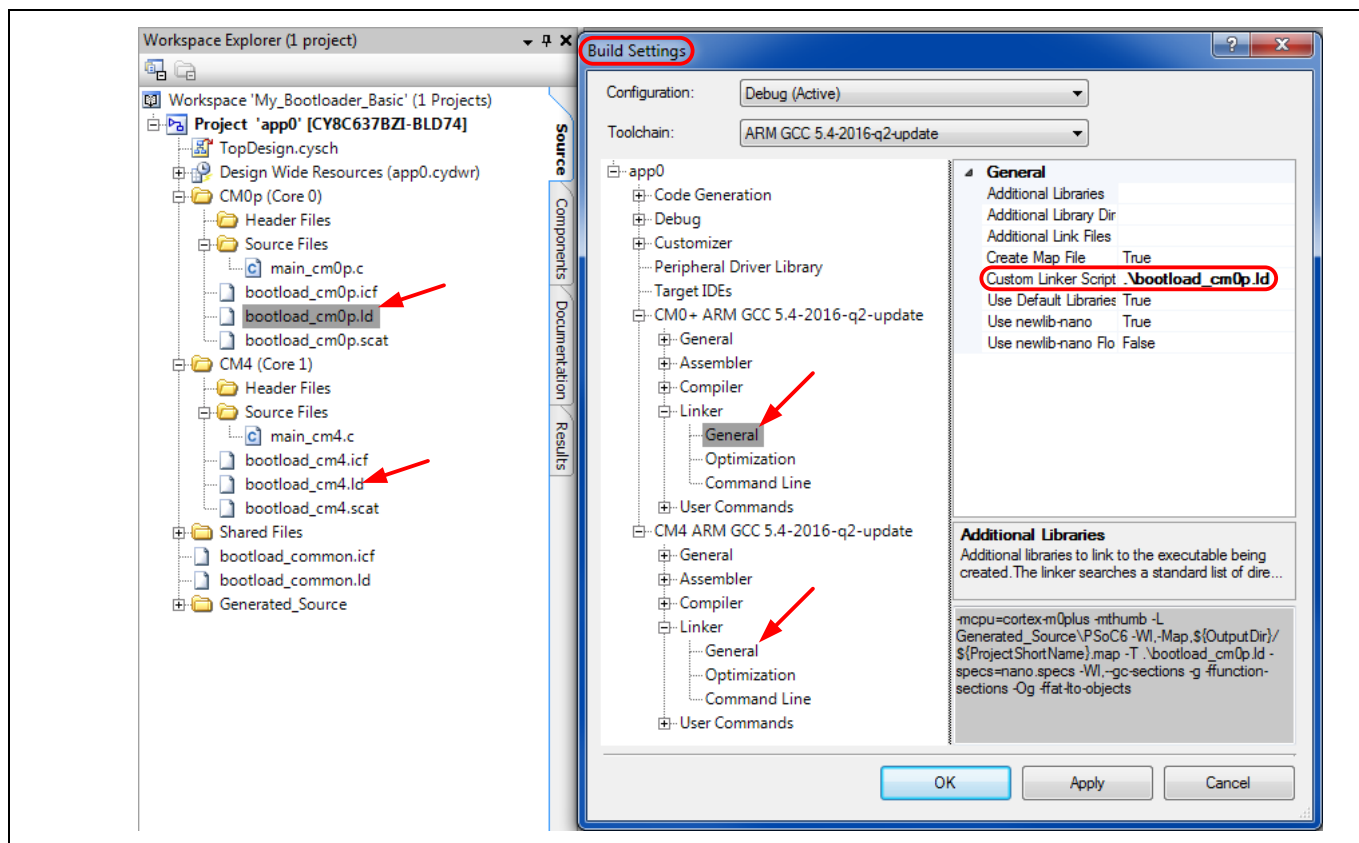 Workspace Explorer (1 project)
Workspace 'My_Bootloader_Basic' (1 Projects)
Project 'app0' [CY8C637BZI-BLD74]
TopDesign.cysch
Design Wide Resources (app0.cydwr)
CM0p (Core 0)
Header Files
Source Files
main_cm0p.c
bootload_cm0p.icf
bootload_cm0p.ld
bootload_cm0p.scat
CM4 (Core 1)
Header Files
Source Files
main_cm4.c
bootload_cm4.icf
bootload_cm4.ld
bootload_cm4.scat
Shared Files
bootload_common.icf
bootload_common.ld
Generated_Source
Source
Components
Documentation
Results
Build Settings
Configuration: Debug (Active)
Toolchain: ARM GCC 5.4-2016-q2-update
app0
Code Generation
Debug
Customizer
Peripheral Driver Library
Target IDEs
CM0+ ARM GCC 5.4-2016-q2-update
General
Assembler
Compiler
Linker
General
Optimization
Command Line
User Commands
CM4 ARM GCC 5.4-2016-q2-update
General
Assembler
Compiler
Linker
General
Optimization
Command Line
User Commands
General
Additional Libraries
Additional Library Dir
Additional Link Files
Create Map File True
Custom Linker Script .\bootload_cm0p.ld
Use Default Libraries True
Use newlib-nano True
Use newlib-nano Flo False
Additional Libraries
Additional libraries to link to the executable being
created.The linker searches a standard list of dire...
-mcpu=cortex-m0plus -mthumb -L
Generated_Source\PSoC6 -Wl,-Map,${OutputDir}/
${ProjectShortName}.map -T .\bootload_cm0p.ld -
specs=nano.specs -Wl,--gc-sections -g -ffunction-
sections -Og -ffat-lto-objects
OK
Apply
Cancel